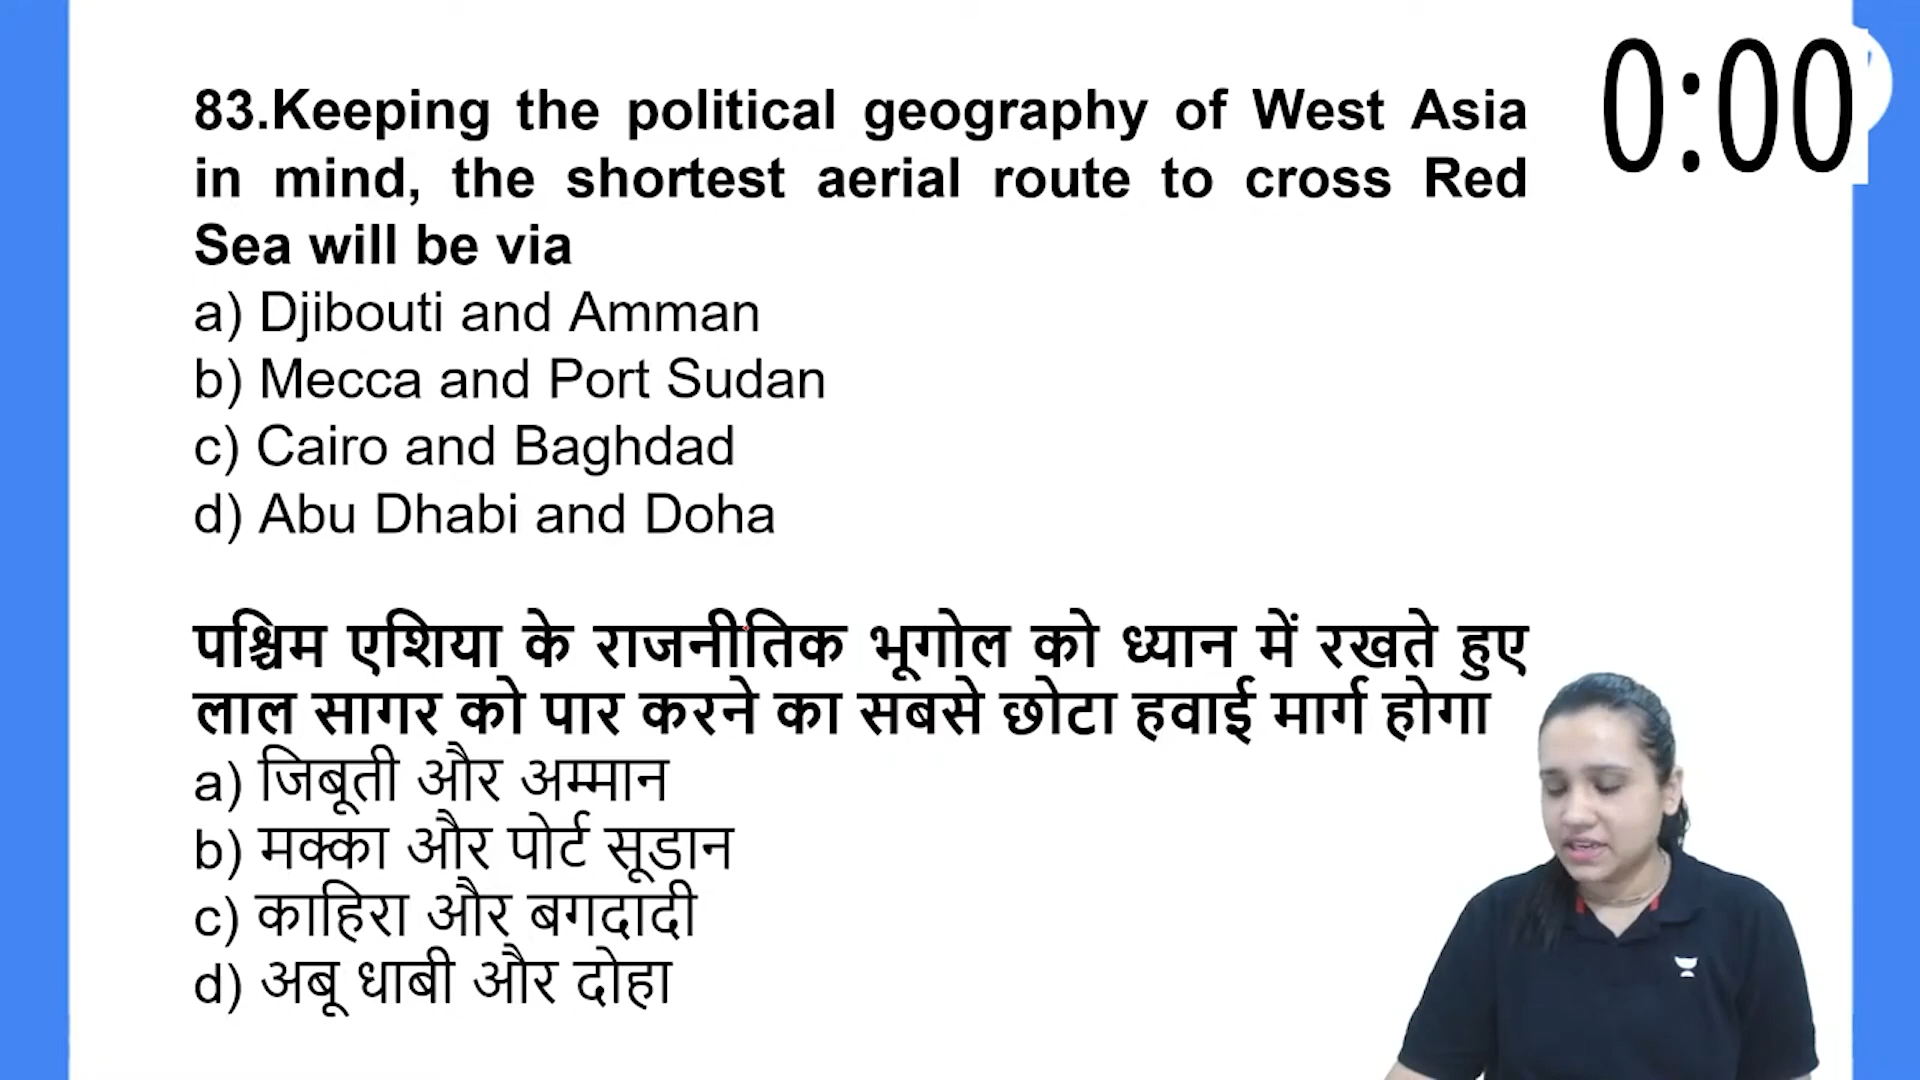 0:00
83.Keeping the political geography of West Asia
in mind, the shortest aerial route to cross Red
Sea will be via
a) Djibouti and Amman
b) Mecca and Port Sudan
c) Cairo and Baghdad
d) Abu Dhabi and Doha
पश्चिम एशिया के राजनीतिक भूगोल को ध्यान में रखते हुए
लाल सागर को पार करने का सबसे छोटा हवाई मार्ग होगा
a) जिबूती और अम्मान
b) मक्का और पोर्ट सूडान
c) काहिरा और बगदादी
d) अबू धाबी और दोहा